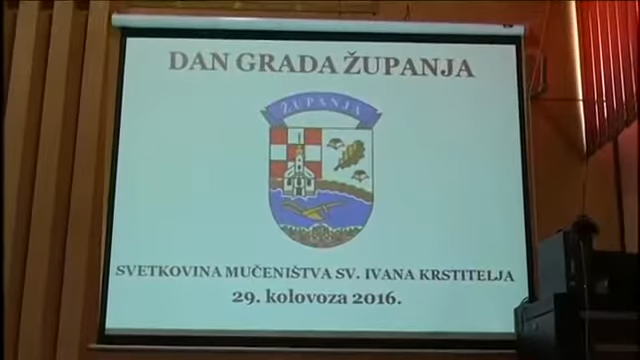 DAN GRADA ŽUPANJA
ŽUPANJA
SVETKOVINA MUČENIŠTVA SV. IVANA KRSTITELJA
29. kolovoza 2016.